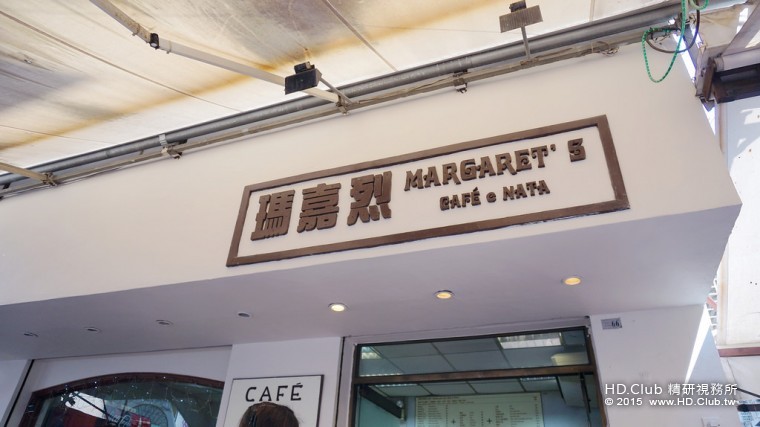 瑪嘉烈 MARGARET'S
CAFÉ e NATA
66
CAFÉ
HD.Club 精研視務所
© 2015 www.HD.Club.tw